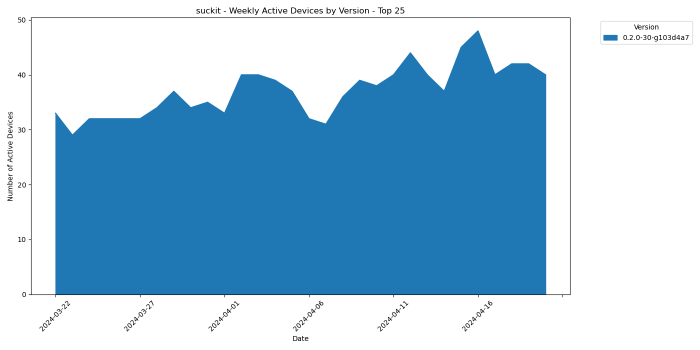 suckit - Weekly Active Devices by Version - Top 25
Version
0.2.0-30-g103d4a7
Number of Active Devices
50
40
30
20
10
0
2024-03-22
2024-03-27
2024-04-01
2024-04-06
2024-04-11
2024-04-16
Date